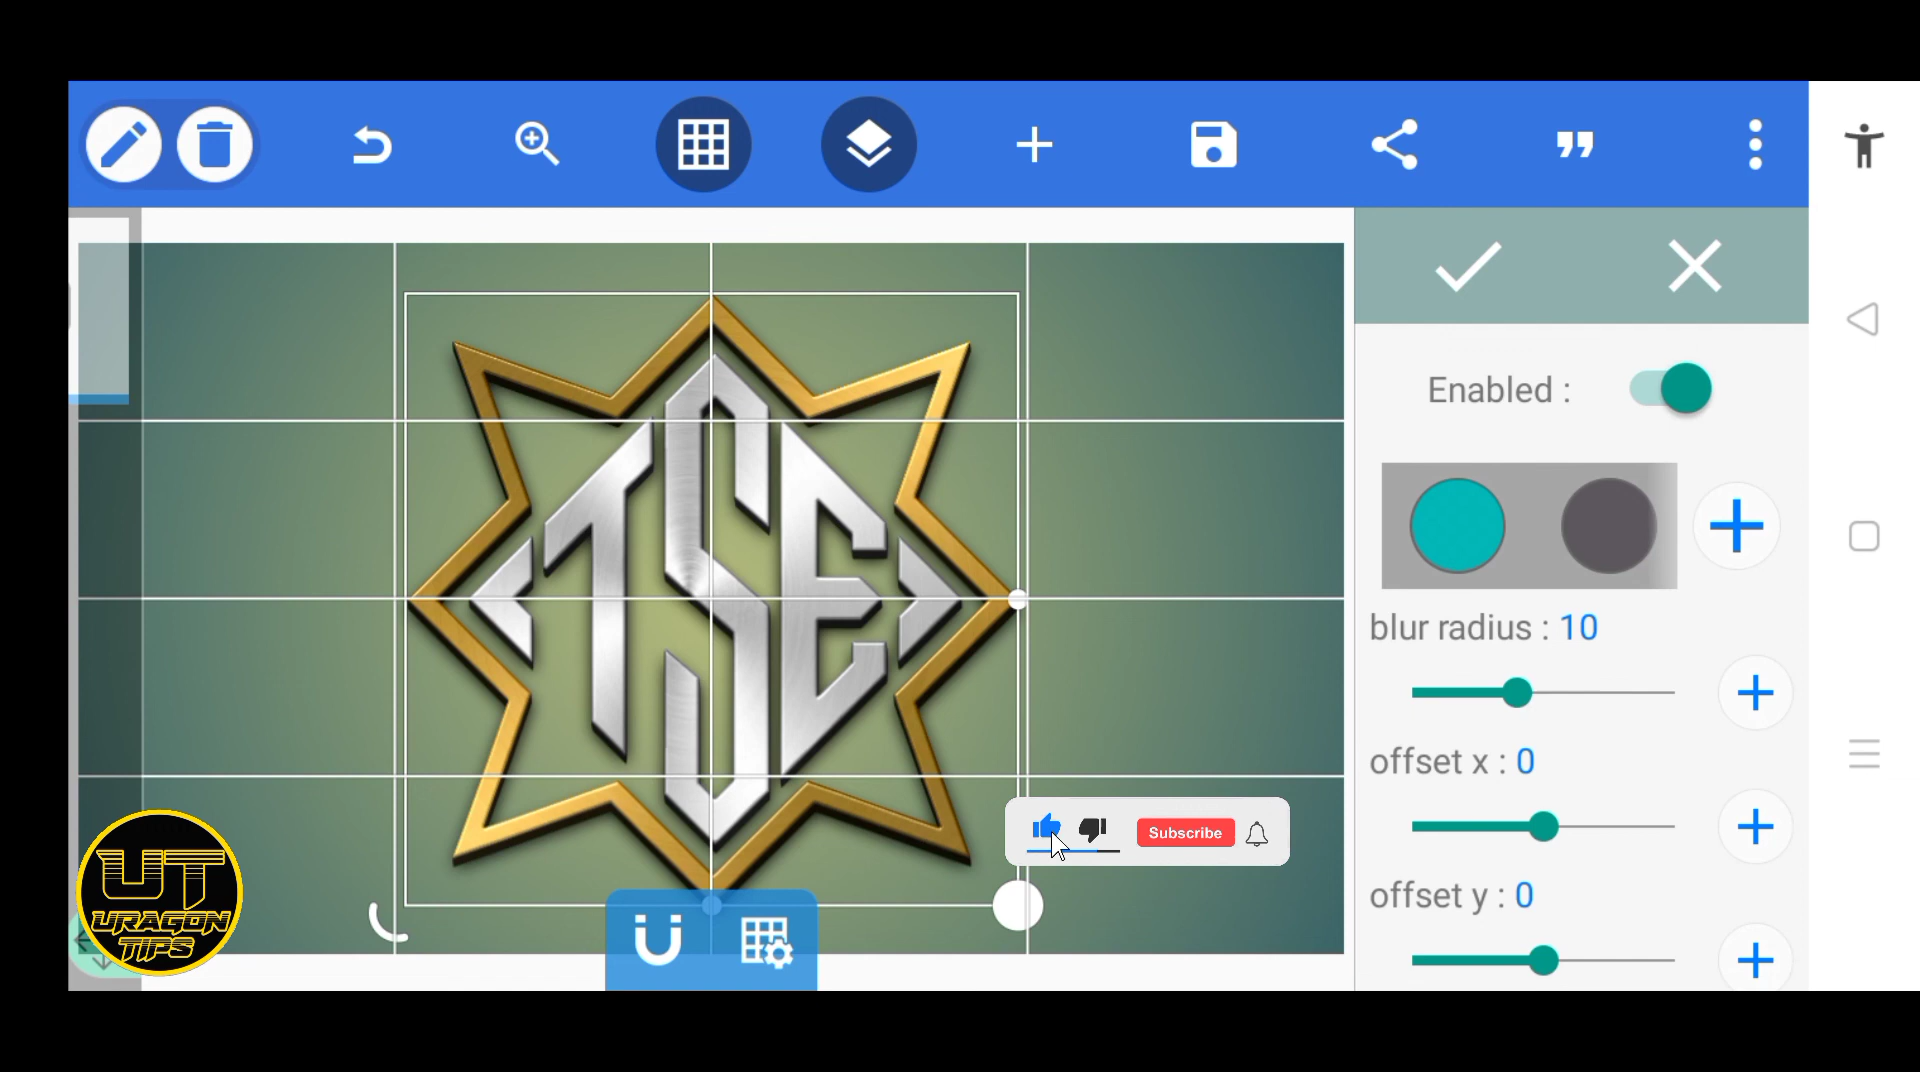 Enabled :
TSE
blur radius : 10
offset x : 0
offset y : 0
Subscribe
UT
URAGON
TIPS